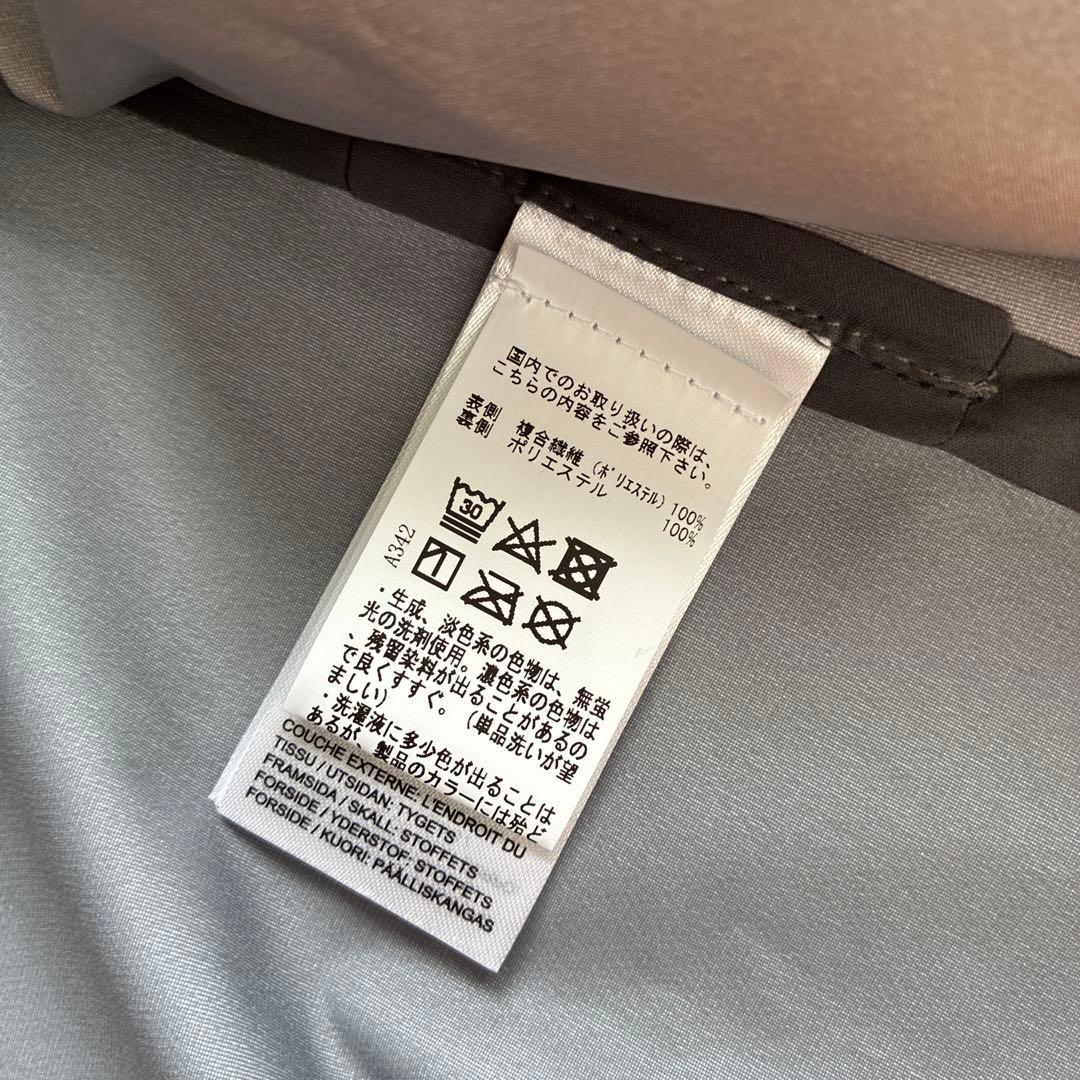 国内でのお取り扱いの際は、
こちらの内容をご参照下さい。
表側 複合繊維 (ポリエステル) 100%
裏側 ポリエステル 100%
30
A342
・生成、淡色系の色物は、無蛍
光の洗剤使用。濃色系の色物は
、残留染料が出ることがあるの
で良くすすぐ。(単品洗いが望
ましい)
・洗濯液に多少色が出ることは
あるが、製品のカラーには殆ど
COUCHE EXTERNE: L'ENDROIT DU
TISSU / UTSIDAN: TYGETS
FRAMSIDA / SKALL: STOFFETS
FORSIDE / YDERSTOF: STOFFETS
FORSIDE / KUORI: PÄÄLLISKANGAS